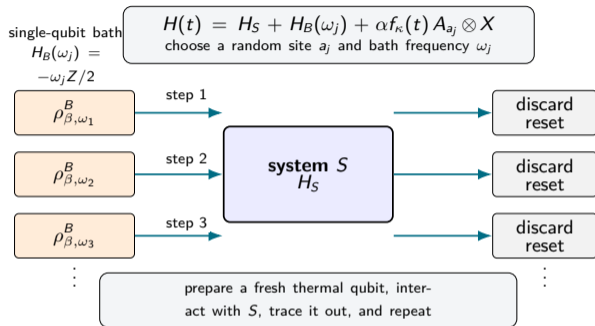 single-qubit bath
H_B(ω_j) =
−ω_j Z/2
H(t) = H_S + H_B(ω_j) + αf_κ(t) A_{a_j} ⊗ X
choose a random site a_j and bath frequency ω_j
ρ^B_{β,ω_1}
step 1
discard
reset
ρ^B_{β,ω_2}
step 2
system S
H_S
discard
reset
ρ^B_{β,ω_3}
step 3
discard
reset
⋮
⋮
prepare a fresh thermal qubit, inter-
act with S, trace it out, and repeat